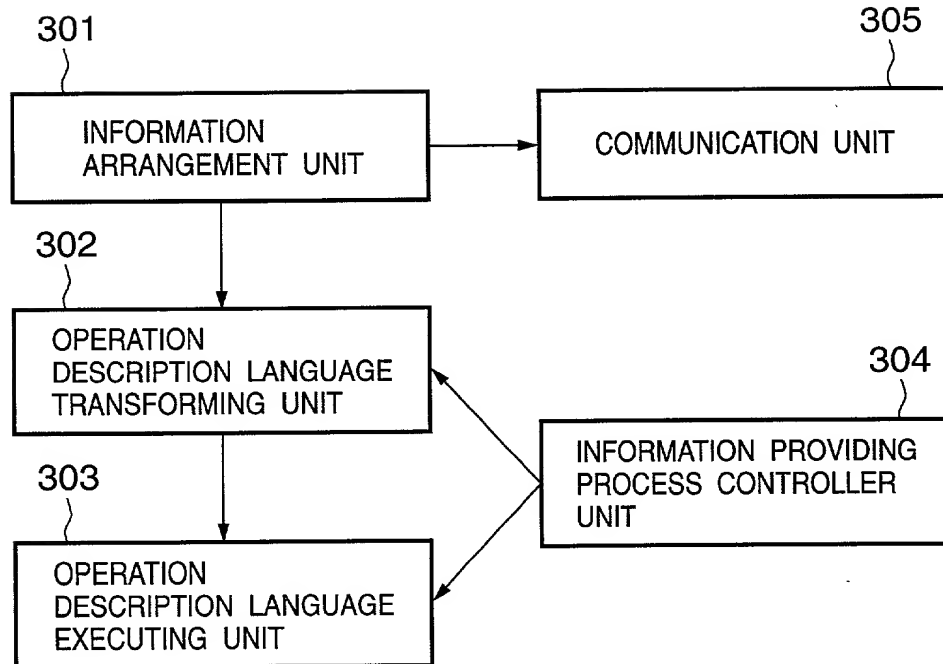 301
305
INFORMATION
ARRANGEMENT UNIT
COMMUNICATION UNIT
302
OPERATION
DESCRIPTION LANGUAGE
TRANSFORMING UNIT
304
INFORMATION PROVIDING
PROCESS CONTROLLER
UNIT
303
OPERATION
DESCRIPTION LANGUAGE
EXECUTING UNIT